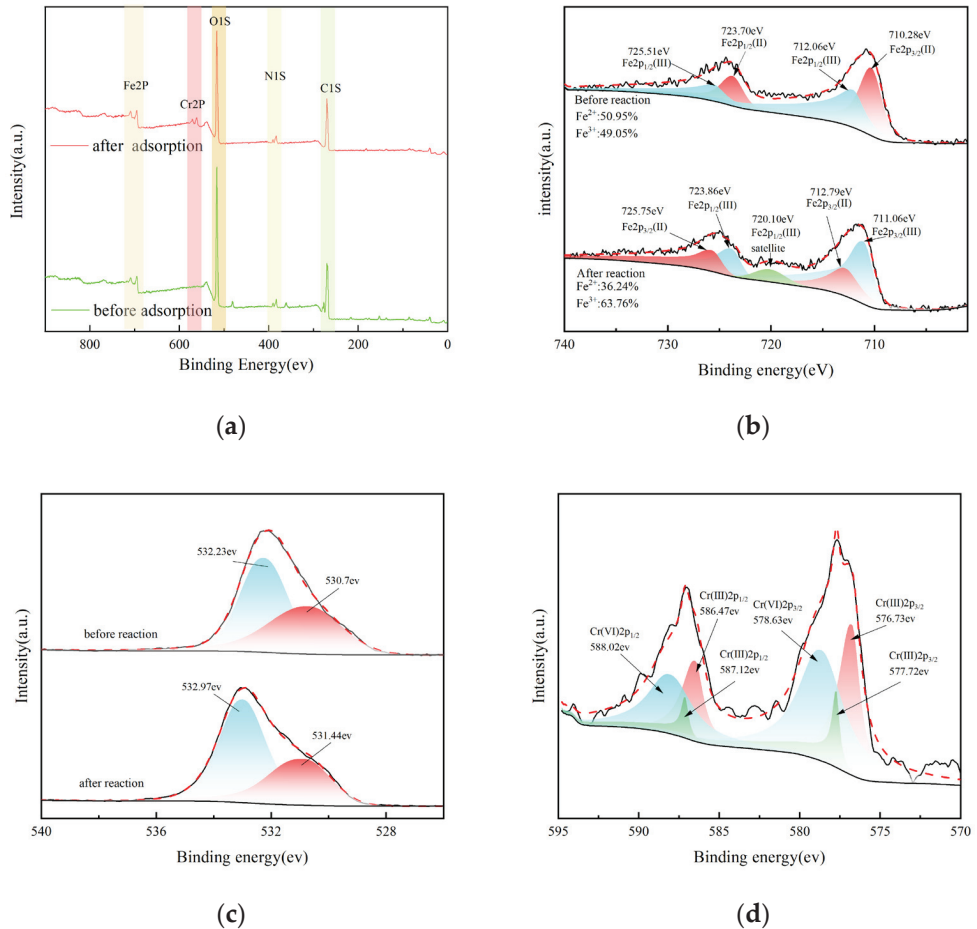 O1S
Fe2P
Cr2P
N1S
C1S
after adsorption
before adsorption
Intensity(a.u.)
800
600
400
200
0
Binding Energy(ev)
(a)
723.70eV
Fe2p1/2(II)
725.51eV
Fe2p1/2(III)
712.06eV
Fe2p1/2(III)
710.28eV
Fe2p3/2(II)
Before reaction
Fe2+:50.95%
Fe3+:49.05%
723.86eV
Fe2p1/2(III)
725.75eV
Fe2p3/2(II)
720.10eV
Fe2p1/2(III)
satellite
712.79eV
Fe2p3/2(II)
711.06eV
Fe2p3/2(III)
After reaction
Fe2+:36.24%
Fe3+:63.76%
intensity(a.u.)
740
730
720
710
Binding energy(eV)
(b)
532.23ev
530.7ev
before reaction
532.97ev
531.44ev
after reaction
Intensity(a.u.)
540
536
532
528
Binding energy(ev)
(c)
Cr(VI)2p1/2
588.02ev
Cr(III)2p1/2
586.47ev
Cr(III)2p1/2
587.12ev
Cr(VI)2p3/2
578.63ev
Cr(III)2p3/2
576.73ev
Cr(III)2p3/2
577.72ev
Intensity(a.u.)
595
590
585
580
575
570
Binding energy(ev)
(d)